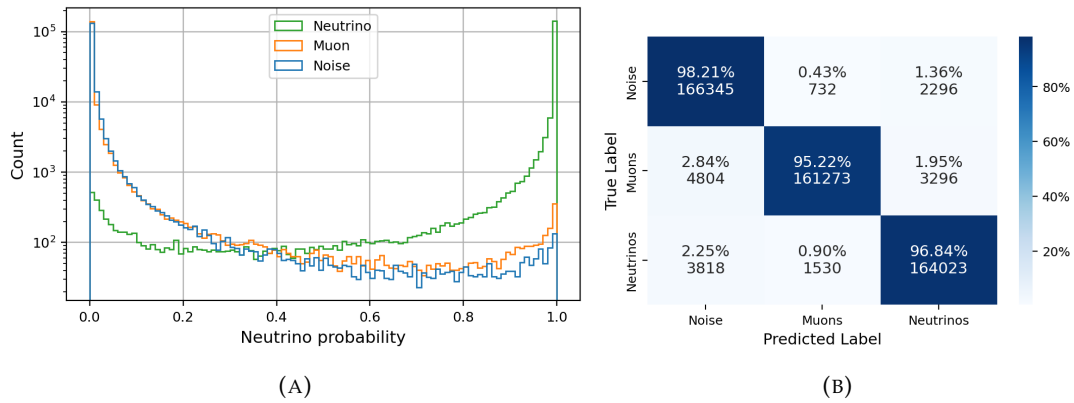 10^5
10^4
10^3
10^2
Count
Neutrino
Muon
Noise
0.0 0.2 0.4 0.6 0.8 1.0
Neutrino probability
(A)
True Label
Noise
98.21% 0.43% 1.36%
166345 732 2296
Muons
2.84% 95.22% 1.95%
4804 161273 3296
Neutrinos
2.25% 0.90% 96.84%
3818 1530 164023
Noise Muons Neutrinos
Predicted Label
80%
60%
40%
20%
(B)